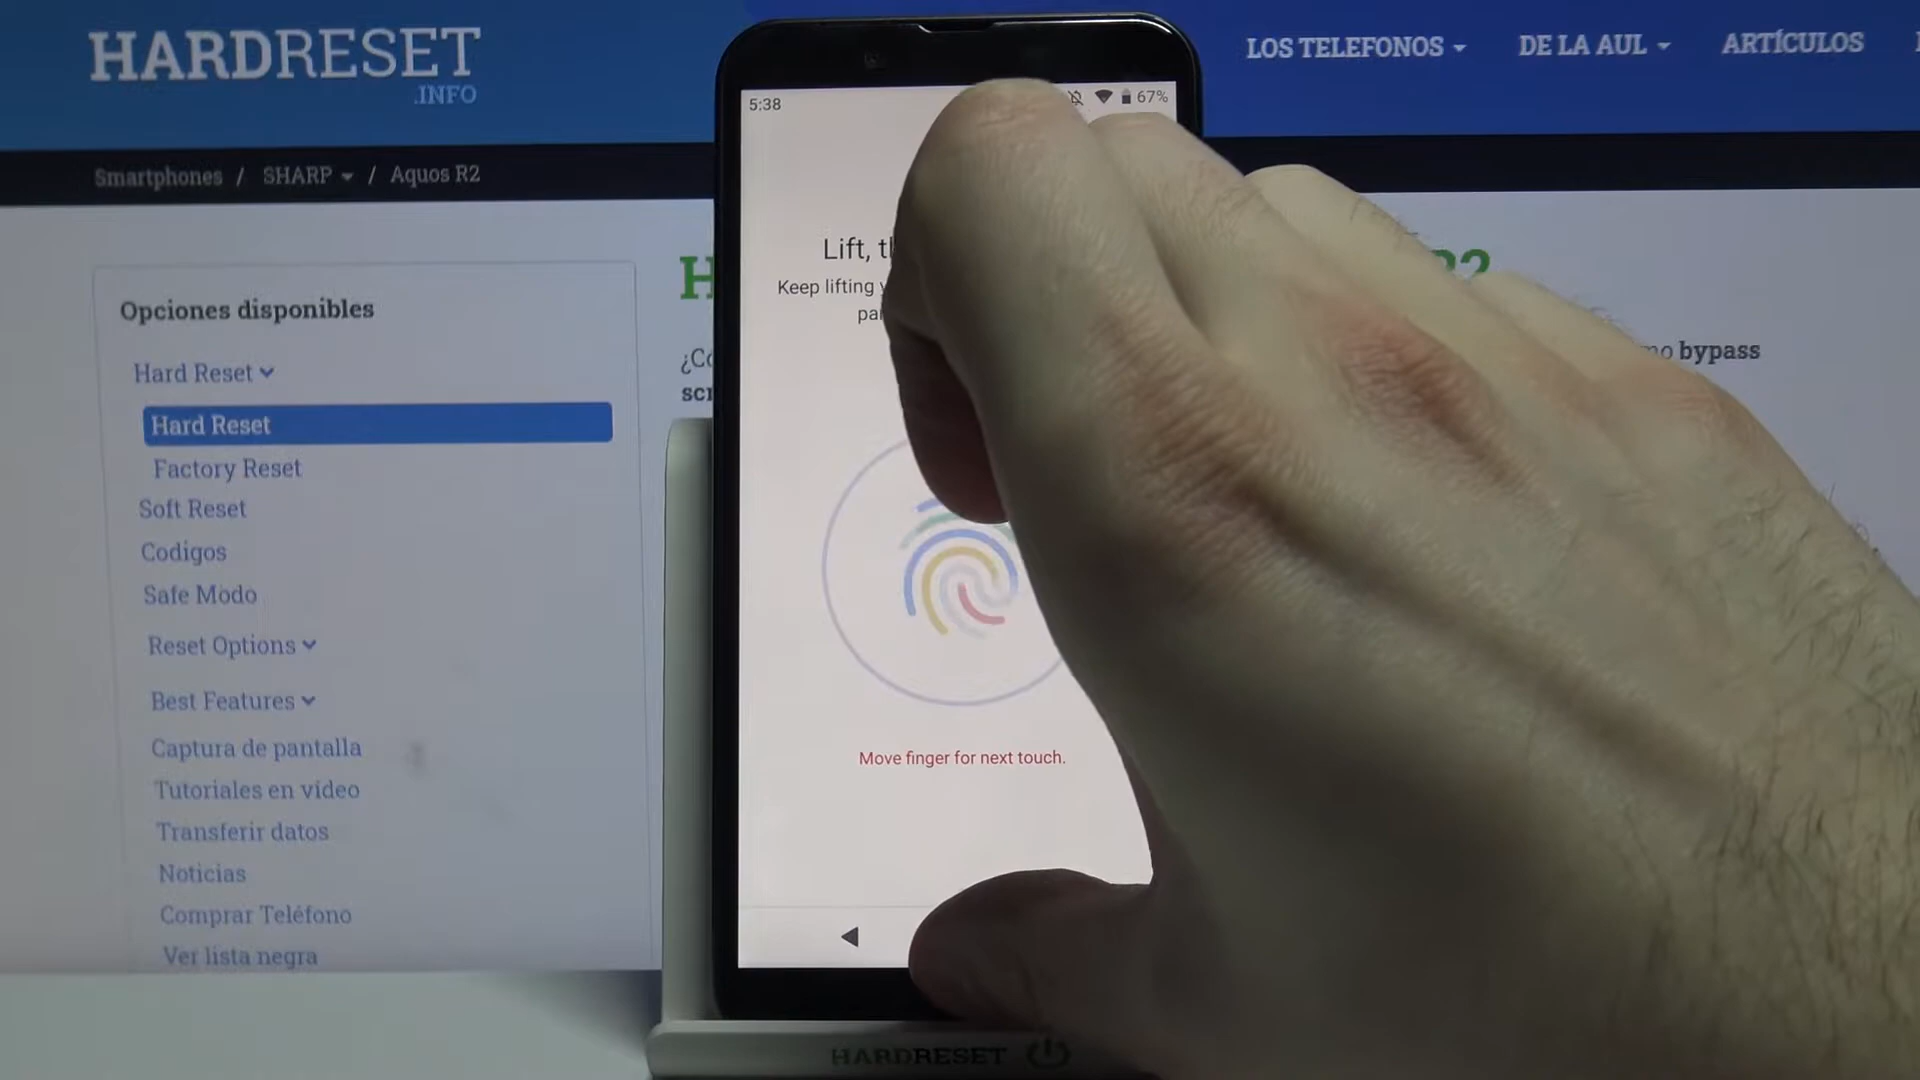 HARDRESET
.INFO
LOS TELEFONOS
DE LA AUL
ARTÍCULOS
Smartphones / SHARP / Aquos R2
Opciones disponibles
Hard Reset
Hard Reset
Factory Reset
Soft Reset
Codigos
Safe Modo
Reset Options
Best Features
Captura de pantalla
Tutoriales en vídeo
Transferir datos
Noticias
Comprar Teléfono
Ver lista negra
H
R2
bypass
5:38
67%
Lift,
Keep lifting
Move finger for next touch.
HARDRESET